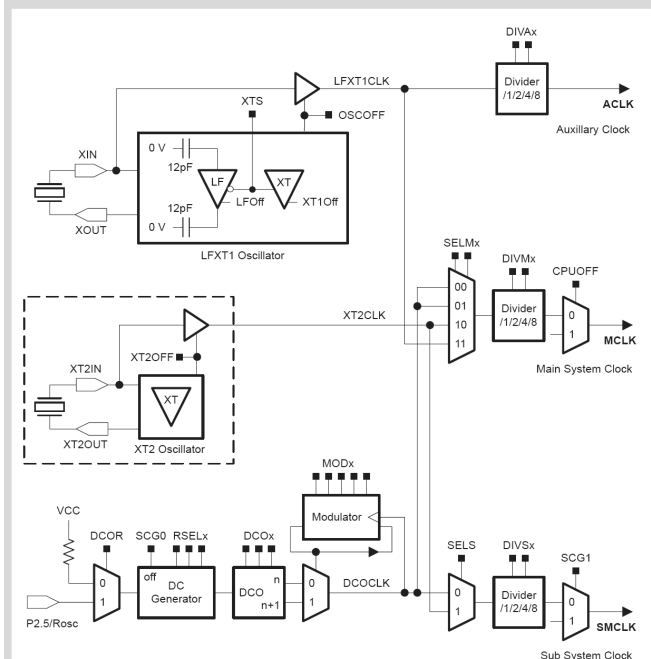 DIVAx
LFXT1CLK
Divider
/1/2/4/8
ACLK
Auxillary Clock
XTS
OSCOFF
XIN
0 V
12pF
LF
XT
LFOff
XT1Off
12pF
0 V
XOUT
LFXT1 Oscillator
SELMx
DIVMx
CPUOFF
00
01
10
11
Divider
/1/2/4/8
0
1
MCLK
Main System Clock
XT2CLK
XT2OFF
XT2IN
XT
XT2OUT
XT2 Oscillator
MODx
Modulator
VCC
DCOR
SCG0
RSELx
DCOx
0
1
off
DC
Generator
DCO
n
n+1
0
1
DCOCLK
P2.5/Rosc
SELS
DIVSx
SCG1
0
1
Divider
/1/2/4/8
0
1
SMCLK
Sub System Clock